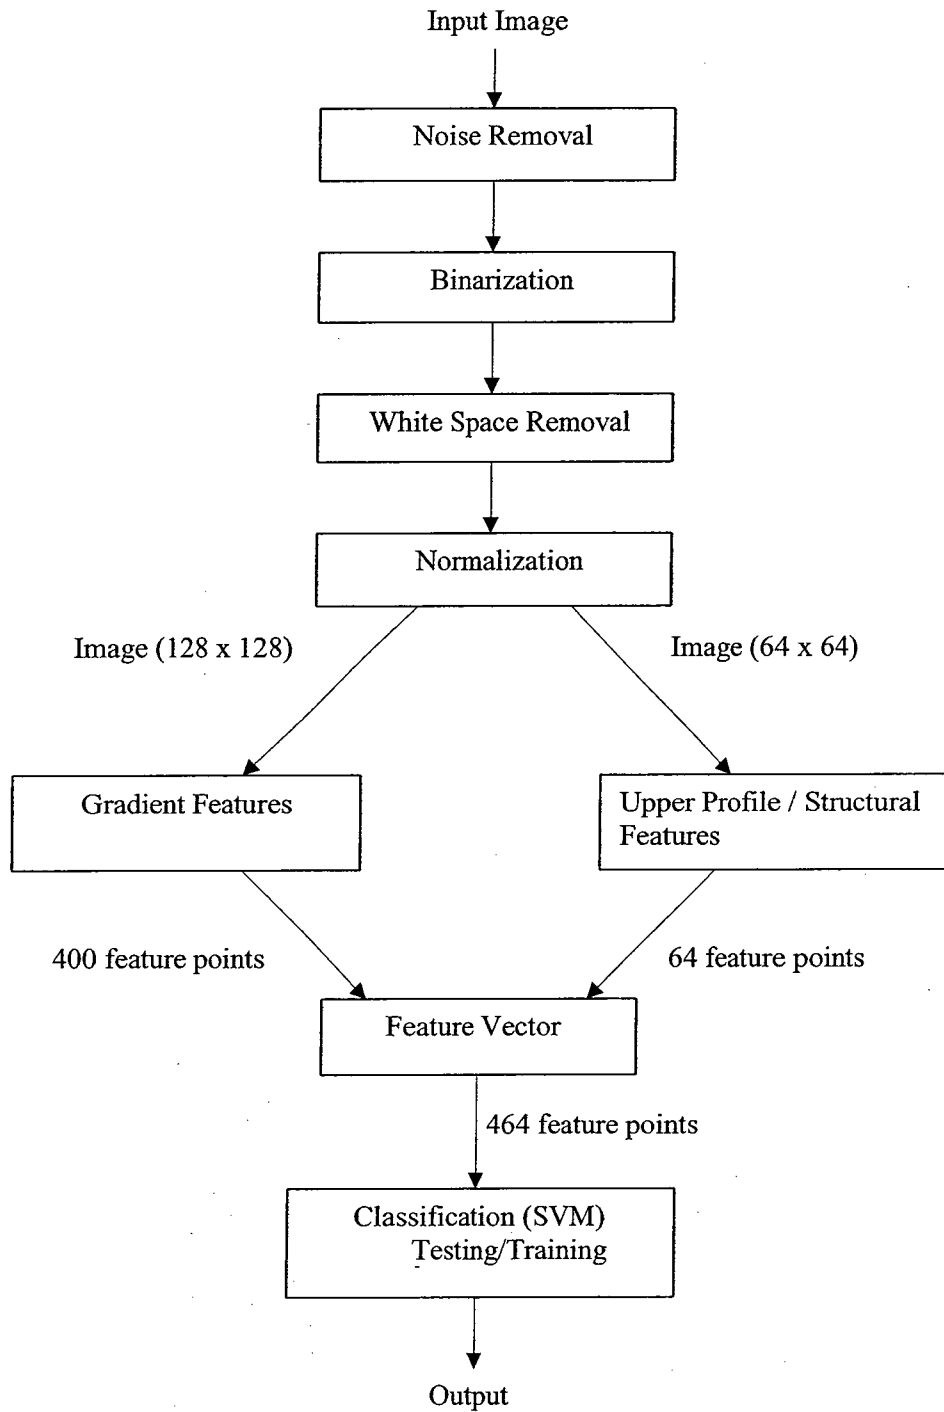 Input Image
Noise Removal
Binarization
White Space Removal
Normalization
Image (128 x 128)
Image (64 x 64)
Gradient Features
Upper Profile / Structural
Features
400 feature points
64 feature points
Feature Vector
464 feature points
Classification (SVM)
Testing/Training
Output